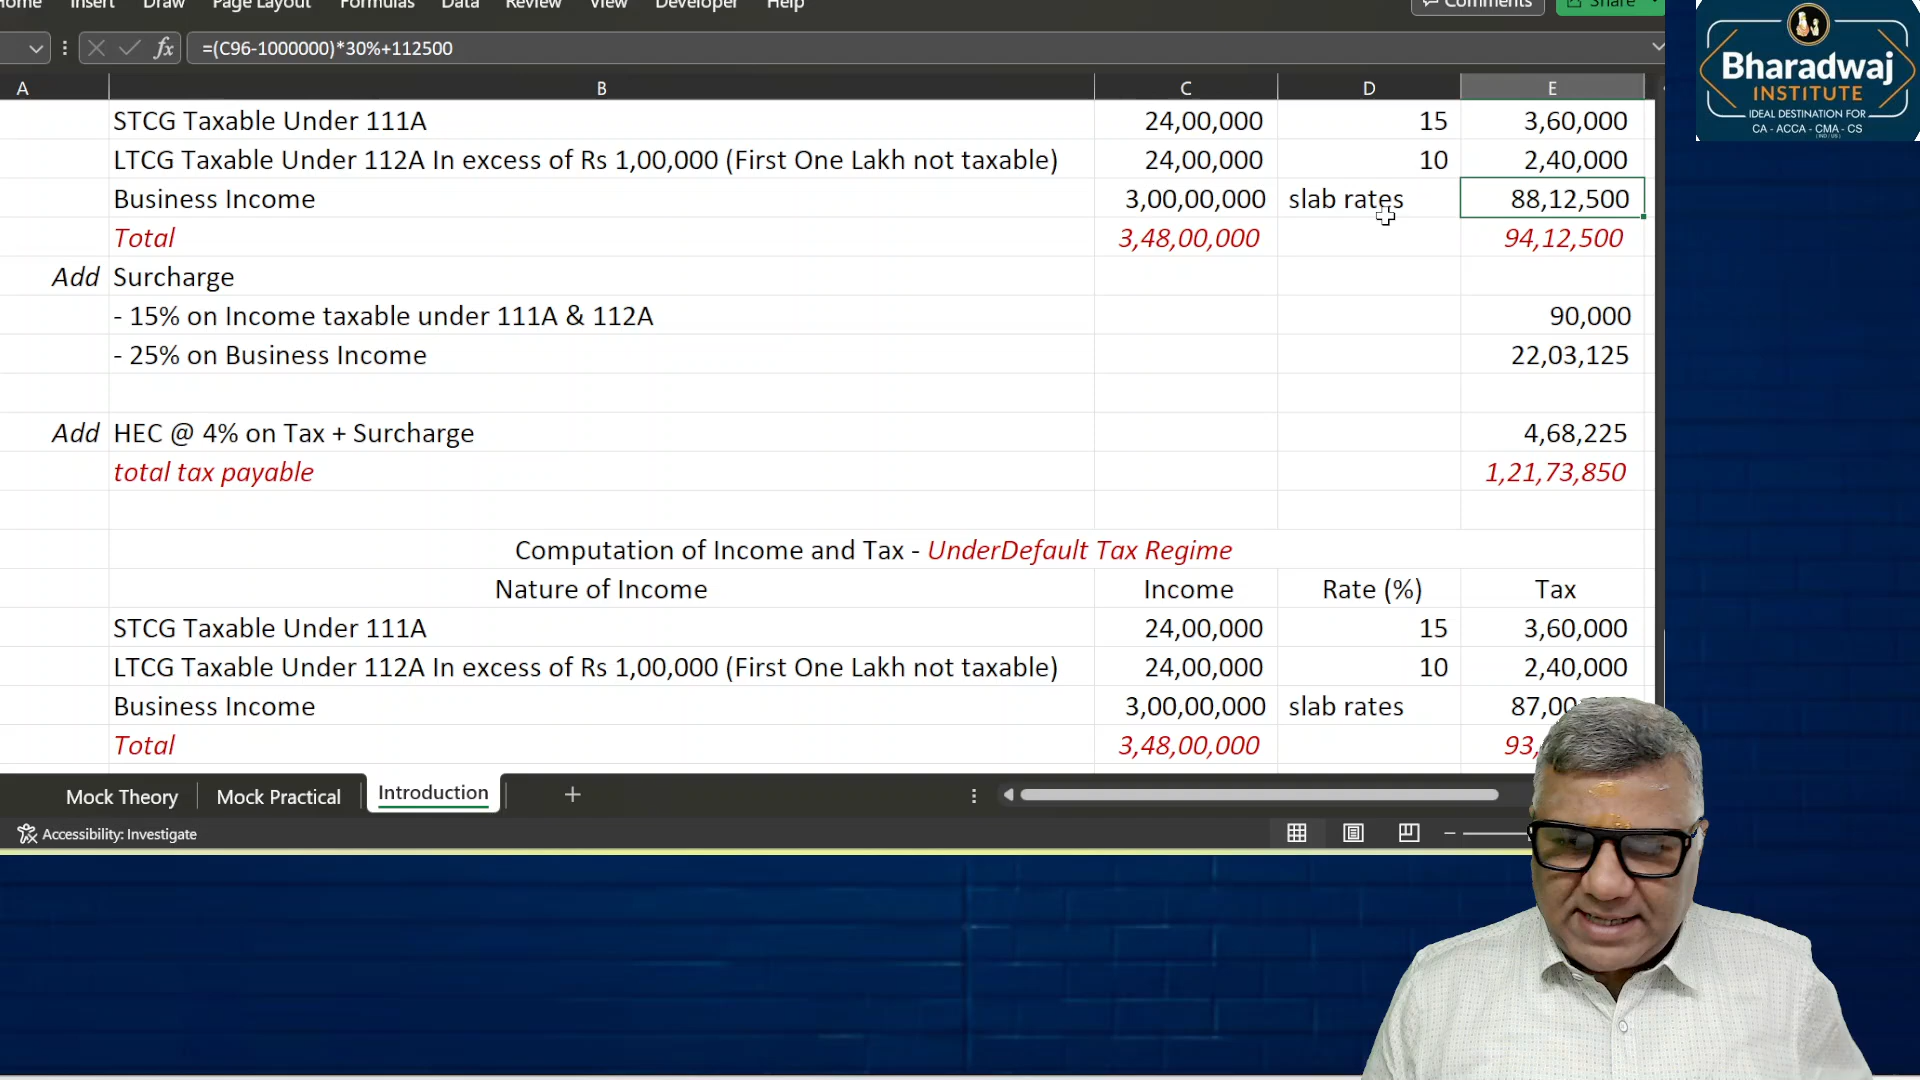 Home Insert Draw Page Layout Formulas Data Review View Developer Help Comments Share
fx =(C96-1000000)*30%+112500
A B C D E
STCG Taxable Under 111A 24,00,000 15 3,60,000
LTCG Taxable Under 112A In excess of Rs 1,00,000 (First One Lakh not taxable) 24,00,000 10 2,40,000
Business Income 3,00,00,000 slab rates 88,12,500
Total 3,48,00,000 94,12,500
Add Surcharge
- 15% on Income taxable under 111A & 112A 90,000
- 25% on Business Income 22,03,125
Add HEC @ 4% on Tax + Surcharge 4,68,225
total tax payable 1,21,73,850
Computation of Income and Tax - UnderDefault Tax Regime
Nature of Income Income Rate (%) Tax
STCG Taxable Under 111A 24,00,000 15 3,60,000
LTCG Taxable Under 112A In excess of Rs 1,00,000 (First One Lakh not taxable) 24,00,000 10 2,40,000
Business Income 3,00,00,000 slab rates 87,00
Total 3,48,00,000 93,
Mock Theory Mock Practical Introduction
Accessibility: Investigate
Bharadwaj
INSTITUTE
IDEAL DESTINATION FOR
CA - ACCA - CMA - CS